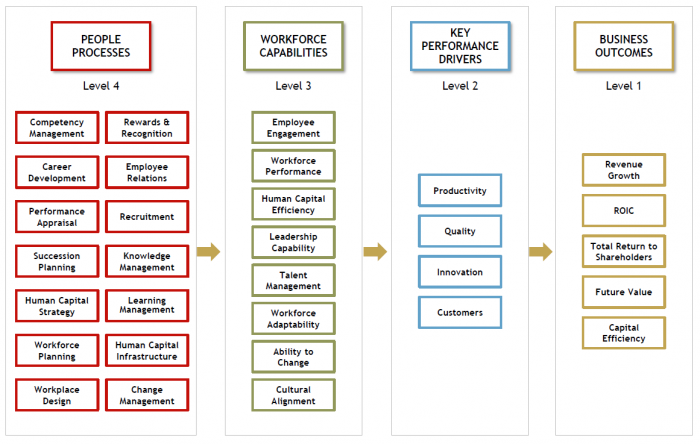 PEOPLE
PROCESSES
Level 4
Competency
Management
Rewards &
Recognition
Career
Development
Employee
Relations
Performance
Appraisal
Recruitment
Succession
Planning
Knowledge
Management
Human Capital
Strategy
Learning
Management
Workforce
Planning
Human Capital
Infrastructure
Workplace
Design
Change
Management
WORKFORCE
CAPABILITIES
Level 3
Employee
Engagement
Workforce
Performance
Human Capital
Efficiency
Leadership
Capability
Talent
Management
Workforce
Adaptability
Ability to
Change
Cultural
Alignment
KEY
PERFORMANCE
DRIVERS
Level 2
Productivity
Quality
Innovation
Customers
BUSINESS
OUTCOMES
Level 1
Revenue
Growth
ROIC
Total Return to
Shareholders
Future Value
Capital
Efficiency